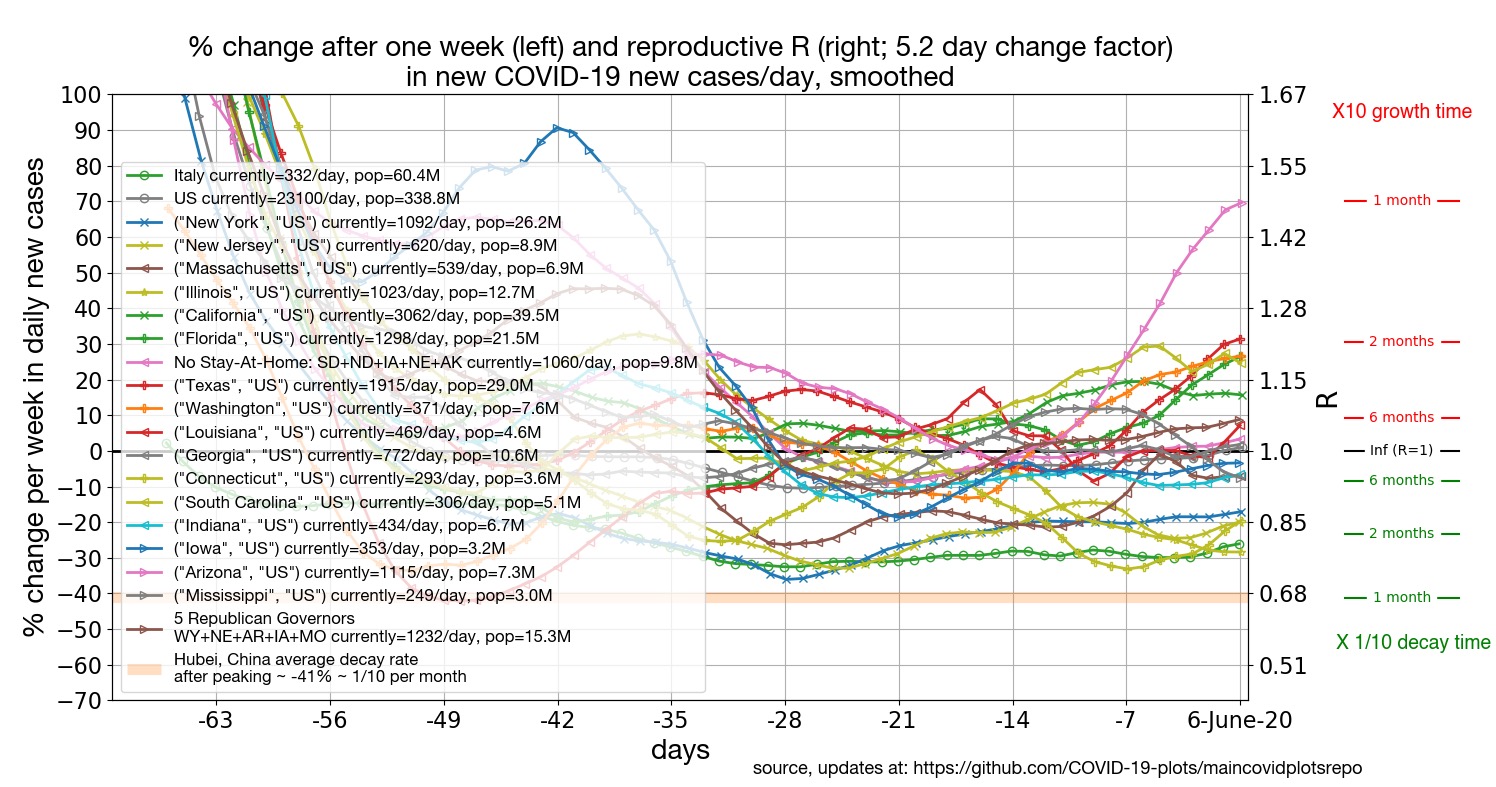 % change after one week (left) and reproductive R (right; 5.2 day change factor)
in new COVID-19 new cases/day, smoothed
% change per week in daily new cases
100
90
80
70
60
50
40
30
20
10
0
−10
−20
−30
−40
−50
−60
−70
Italy currently=332/day, pop=60.4M
US currently=23100/day, pop=338.8M
("New York", "US") currently=1092/day, pop=26.2M
("New Jersey", "US") currently=620/day, pop=8.9M
("Massachusetts", "US") currently=539/day, pop=6.9M
("Illinois", "US") currently=1023/day, pop=12.7M
("California", "US") currently=3062/day, pop=39.5M
("Florida", "US") currently=1298/day, pop=21.5M
No Stay-At-Home: SD+ND+IA+NE+AK currently=1060/day, pop=9.8M
("Texas", "US") currently=1915/day, pop=29.0M
("Washington", "US") currently=371/day, pop=7.6M
("Louisiana", "US") currently=469/day, pop=4.6M
("Georgia", "US") currently=772/day, pop=10.6M
("Connecticut", "US") currently=293/day, pop=3.6M
("South Carolina", "US") currently=306/day, pop=5.1M
("Indiana", "US") currently=434/day, pop=6.7M
("Iowa", "US") currently=353/day, pop=3.2M
("Arizona", "US") currently=1115/day, pop=7.3M
("Mississippi", "US") currently=249/day, pop=3.0M
5 Republican Governors
WY+NE+AR+IA+MO currently=1232/day, pop=15.3M
Hubei, China average decay rate
after peaking ~ -41% ~ 1/10 per month
-63
-56
-49
-42
-35
-28
-21
-14
-7
6-June-20
days
1.67
1.55
1.42
1.28
1.15
1.0
0.85
0.68
0.51
R
X10 growth time
1 month
2 months
6 months
Inf (R=1)
6 months
2 months
1 month
X 1/10 decay time
source, updates at: https://github.com/COVID-19-plots/maincovidplotsrepo